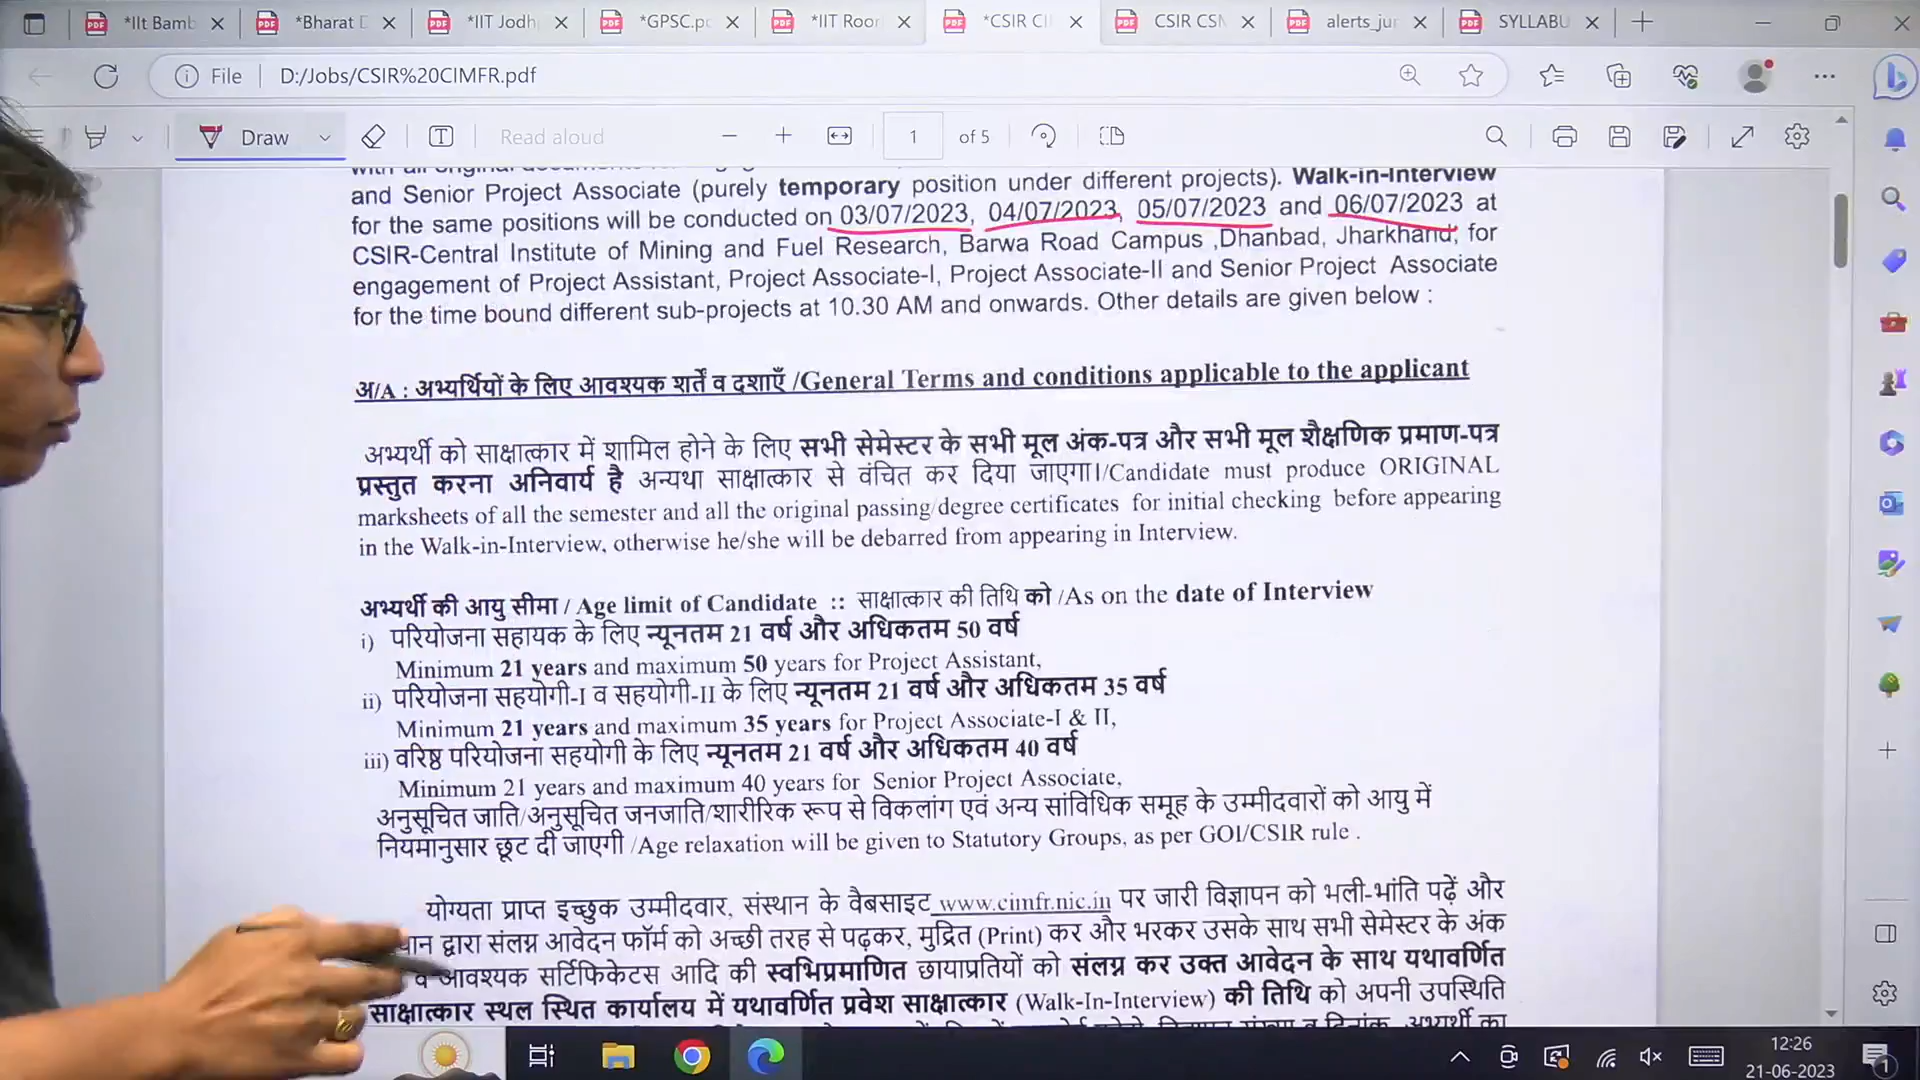 *IIt Bamb
*Bharat
*IIT Jodh
*GPSC.p
*IIT Roor
*CSIR CI
CSIR CSM
alerts_ju
SYLLABU
File
D:/Jobs/CSIR%20CIMFR.pdf
Draw
Read aloud
1 of 5
and Senior Project Associate (purely temporary position under different projects). Walk-in-Interview
for the same positions will be conducted on 03/07/2023, 04/07/2023, 05/07/2023 and 06/07/2023 at
CSIR-Central Institute of Mining and Fuel Research, Barwa Road Campus ,Dhanbad, Jharkhand, for
engagement of Project Assistant, Project Associate-I, Project Associate-II and Senior Project Associate
for the time bound different sub-projects at 10.30 AM and onwards. Other details are given below :
अ/A : अभ्यर्थियों के लिए आवश्यक शर्तें व दशाएँ /General Terms and conditions applicable to the applicant
अभ्यर्थी को साक्षात्कार में शामिल होने के लिए सभी सेमेस्टर के सभी मूल अंक-पत्र और सभी मूल शैक्षणिक प्रमाण-पत्र
प्रस्तुत करना अनिवार्य है अन्यथा साक्षात्कार से वंचित कर दिया जाएगा।/Candidate must produce ORIGINAL
marksheets of all the semester and all the original passing/degree certificates for initial checking before appearing
in the Walk-in-Interview, otherwise he/she will be debarred from appearing in Interview.
अभ्यर्थी की आयु सीमा / Age limit of Candidate :: साक्षात्कार की तिथि को /As on the date of Interview
i) परियोजना सहायक के लिए न्यूनतम 21 वर्ष और अधिकतम 50 वर्ष
Minimum 21 years and maximum 50 years for Project Assistant,
ii) परियोजना सहयोगी-I व सहयोगी-II के लिए न्यूनतम 21 वर्ष और अधिकतम 35 वर्ष
Minimum 21 years and maximum 35 years for Project Associate-I & II,
iii) वरिष्ठ परियोजना सहयोगी के लिए न्यूनतम 21 वर्ष और अधिकतम 40 वर्ष
Minimum 21 years and maximum 40 years for Senior Project Associate,
अनुसूचित जाति/अनुसूचित जनजाति/शारीरिक रूप से विकलांग एवं अन्य सांविधिक समूह के उम्मीदवारों को आयु में
नियमानुसार छूट दी जाएगी /Age relaxation will be given to Statutory Groups, as per GOI/CSIR rule .
योग्यता प्राप्त इच्छुक उम्मीदवार, संस्थान के वैबसाइट www.cimfr.nic.in पर जारी विज्ञापन को भली-भांति पढ़ें और
द्वारा संलग्न आवेदन फॉर्म को अच्छी तरह से पढ़कर, मुद्रित (Print) कर और भरकर उसके साथ सभी सेमेस्टर के अंक
व आवश्यक सर्टिफिकेटस आदि की स्वभिप्रमाणित छायाप्रतियों को संलग्न कर उक्त आवेदन के साथ यथावर्णित
साक्षात्कार स्थल स्थित कार्यालय में यथावर्णित प्रवेश साक्षात्कार (Walk-In-Interview) की तिथि को अपनी उपस्थिति
12:26
21-06-2023
1